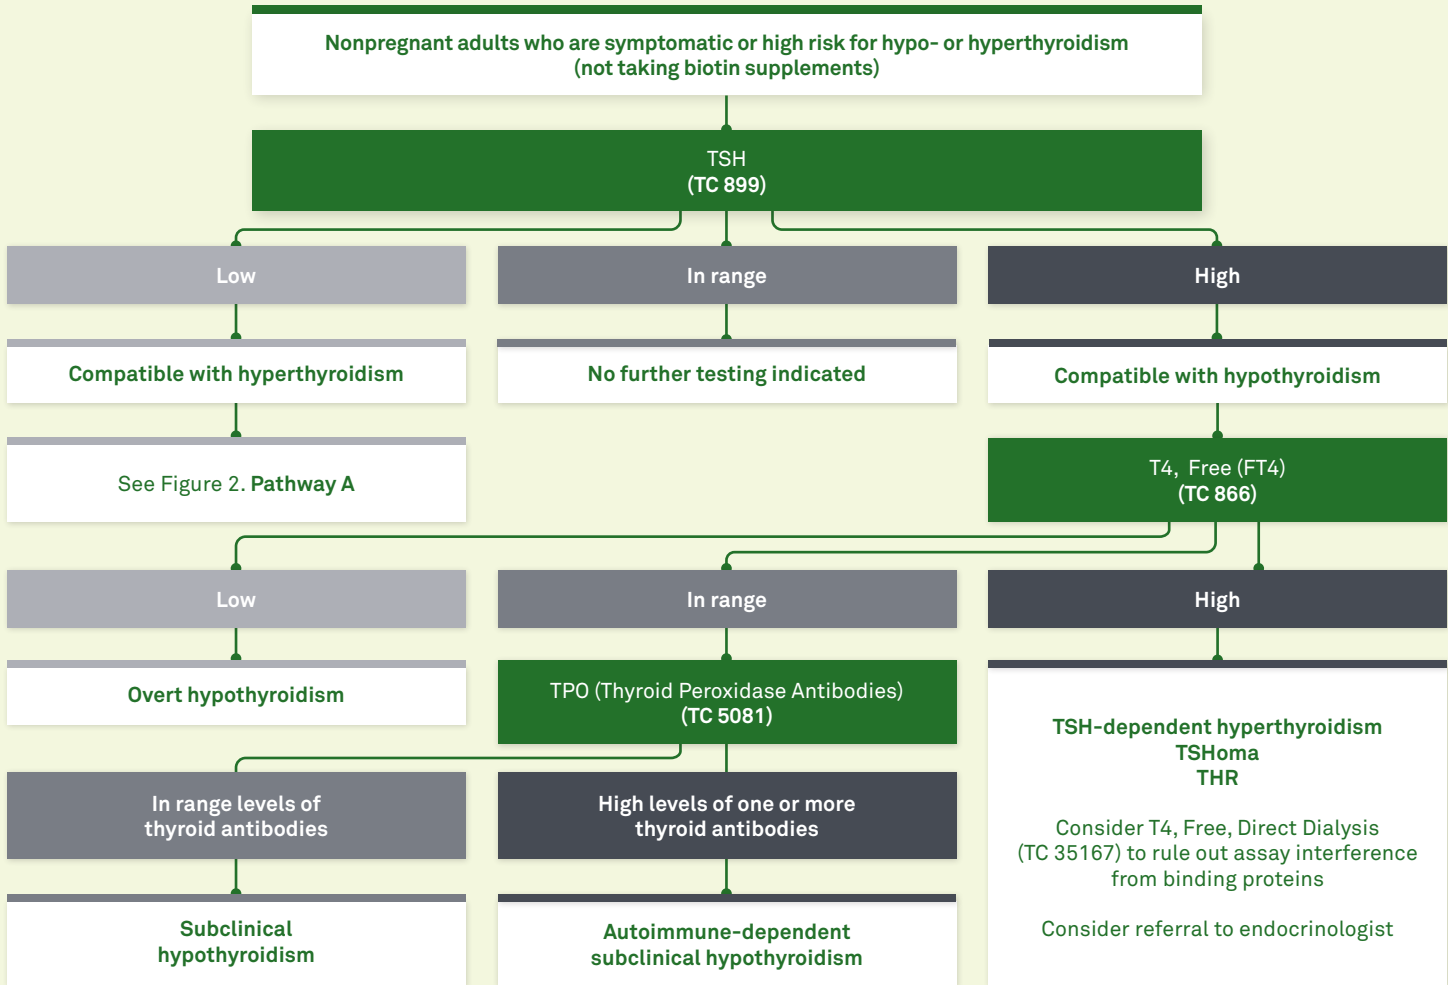 Nonpregnant adults who are symptomatic or high risk for hypo- or hyperthyroidism
(not taking biotin supplements)
TSH
(TC 899)
Low
In range
High
Compatible with hyperthyroidism
No further testing indicated
Compatible with hypothyroidism
See Figure 2. Pathway A
T4, Free (FT4)
(TC 866)
Low
In range
High
Overt hypothyroidism
TPO (Thyroid Peroxidase Antibodies)
(TC 5081)
TSH-dependent hyperthyroidism
TSHoma
THR
Consider T4, Free, Direct Dialysis
(TC 35167) to rule out assay interference
from binding proteins
Consider referral to endocrinologist
In range levels of
thyroid antibodies
High levels of one or more
thyroid antibodies
Subclinical
hypothyroidism
Autoimmune-dependent
subclinical hypothyroidism